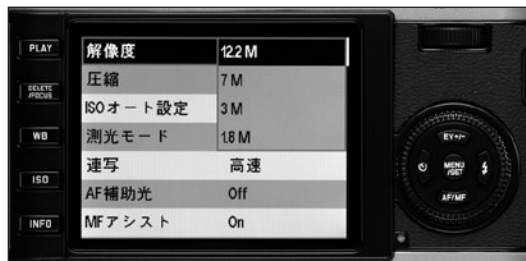 PLAY
DELETE
/FOCUS
WB
ISO
INFO
解像度 12.2 M
圧縮 7 M
ISOオート設定 3 M
測光モード 1.8 M
連写 高速
AF補助光 Off
MFアシスト On
EV+/-
MENU
/SET
AF/MF